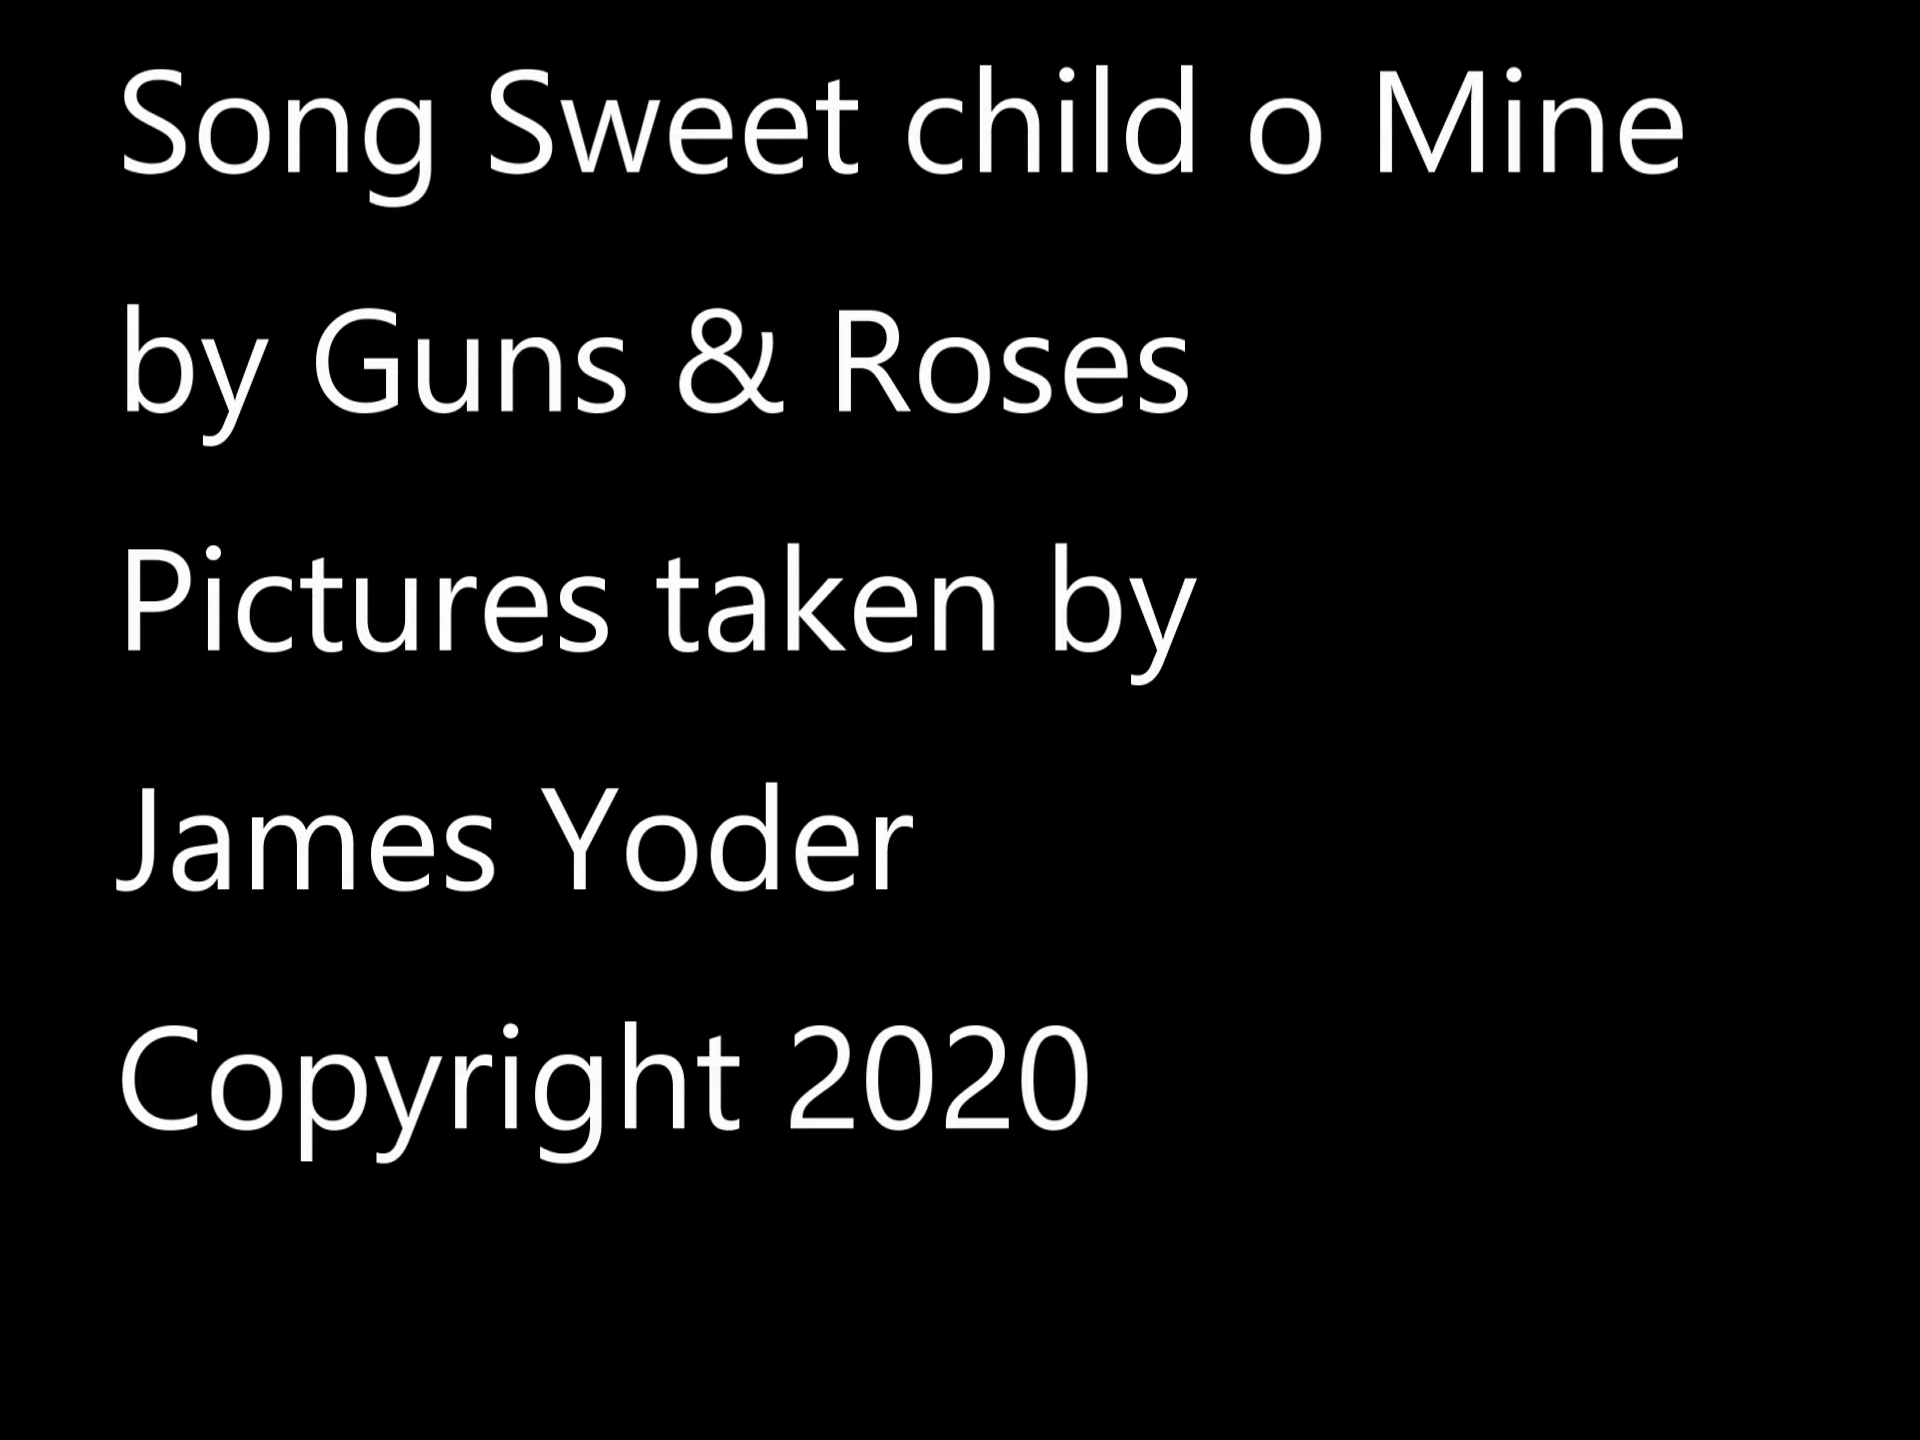 Song Sweet child o Mine
by Guns & Roses
Pictures taken by
James Yoder
Copyright 2020